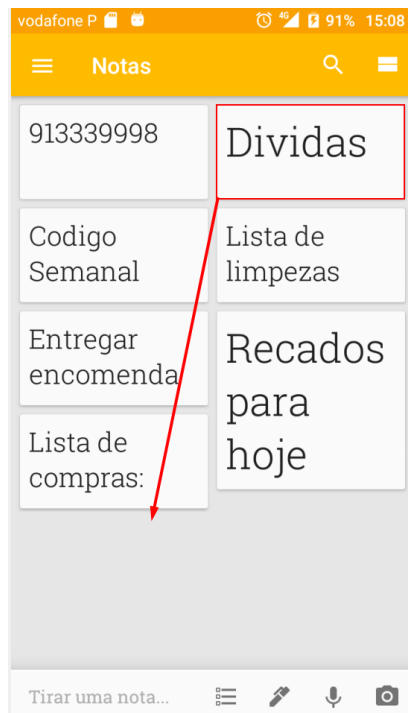 vodafone P 4G 91% 15:08
Notas
913339998
Dividas
Codigo
Semanal
Lista de
limpezas
Entregar
encomenda
Recados
para
hoje
Lista de
compras:
Tirar uma nota...